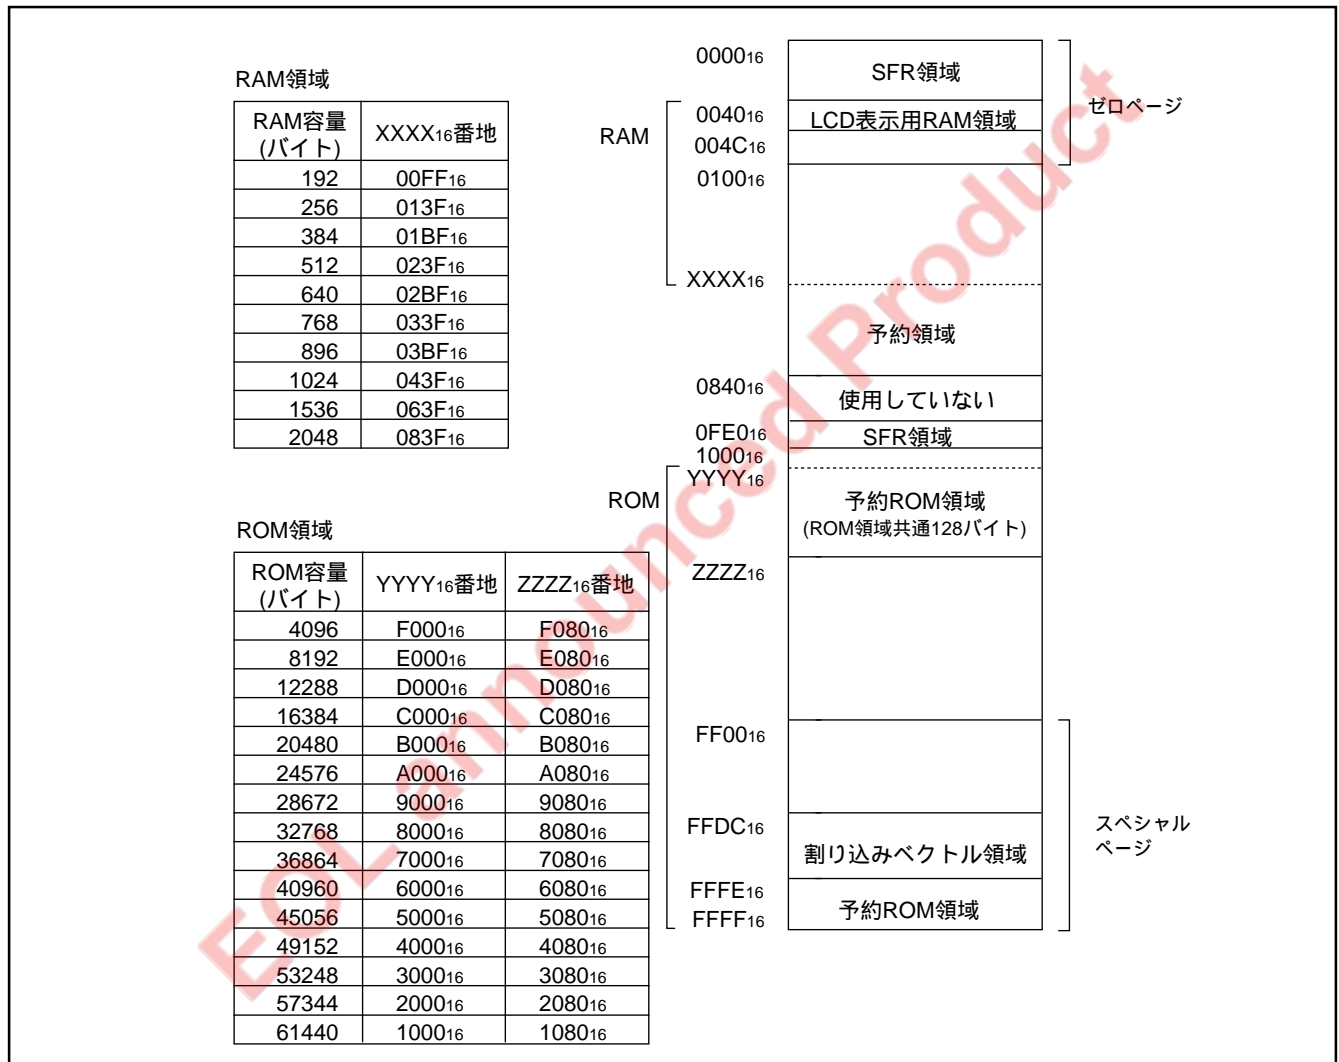 RAM領域
RAM容量
(バイト) XXXX16番地
192 00FF16
256 013F16
384 01BF16
512 023F16
640 02BF16
768 033F16
896 03BF16
1024 043F16
1536 063F16
2048 083F16
ROM領域
ROM容量
(バイト) YYYY16番地 ZZZZ16番地
4096 F00016 F08016
8192 E00016 E08016
12288 D00016 D08016
16384 C00016 C08016
20480 B00016 B08016
24576 A00016 A08016
28672 900016 908016
32768 800016 808016
36864 700016 708016
40960 600016 608016
45056 500016 508016
49152 400016 408016
53248 300016 308016
57344 200016 208016
61440 100016 108016
000016
SFR領域
RAM
004016
LCD表示用RAM領域
004C16
010016
ゼロページ
XXXX16
予約領域
084016
使用していない
0FE016
SFR領域
100016
YYYY16
ROM
予約ROM領域
(ROM領域共通128バイト)
ZZZZ16
FF0016
FFDC16
割り込みベクトル領域
スペシャル
ページ
FFFE16
予約ROM領域
FFFF16
EOL announced Product